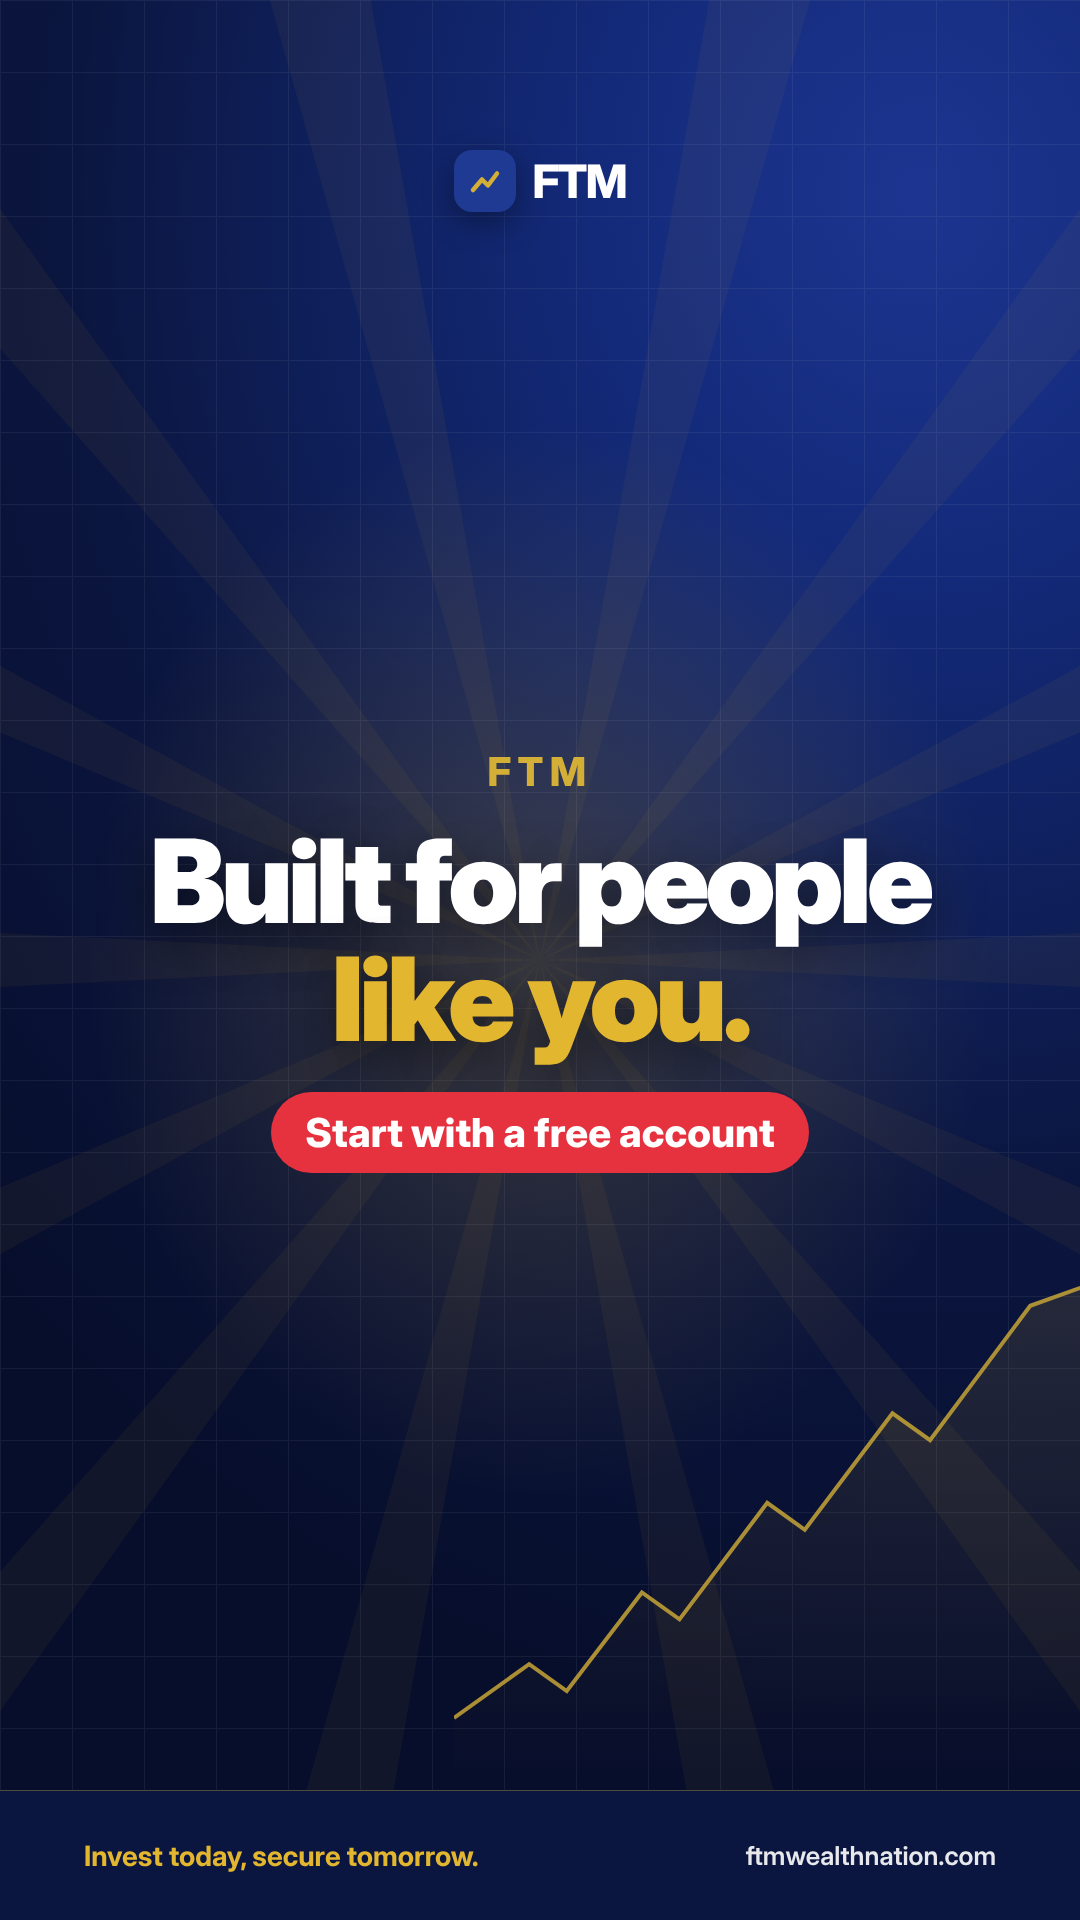 FTM
FTM
Built for people
like you.
Start with a free account
Invest today, secure tomorrow.
ftmwealthnation.com